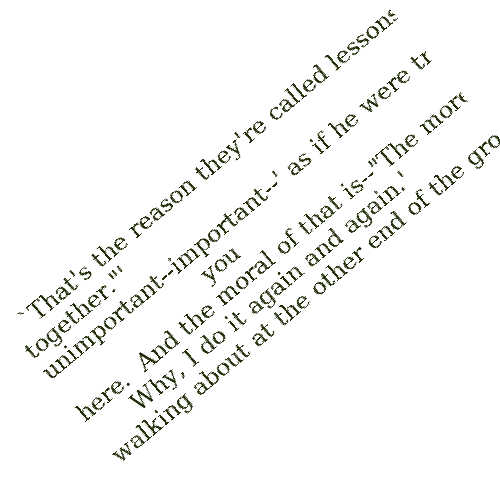 `That's the reason they're called lessons
together."'
unimportant--important--' as if he were tr
you
here.  And the moral of that is--"The more
Why, I do it again and again.'
walking about at the other end of the gro